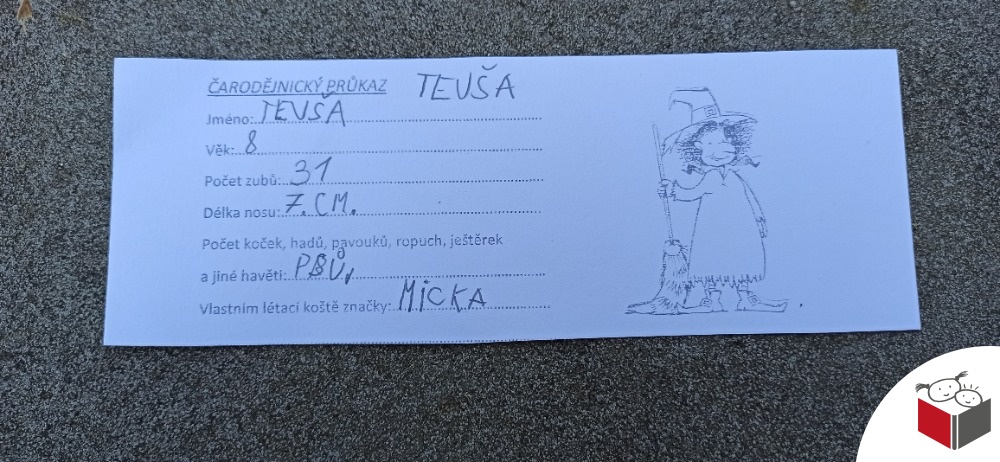 ČARODĚJNICKÝ PRŮKAZ TEUŠA
Jméno: TEUŠA
Věk: 8
Počet zubů: 31
Délka nosu: 7. CM.
Počet koček, hadů, pavouků, ropuch, ještěrek
a jiné havěti: PSŮ,
Vlastním létací koště značky: MiCKA